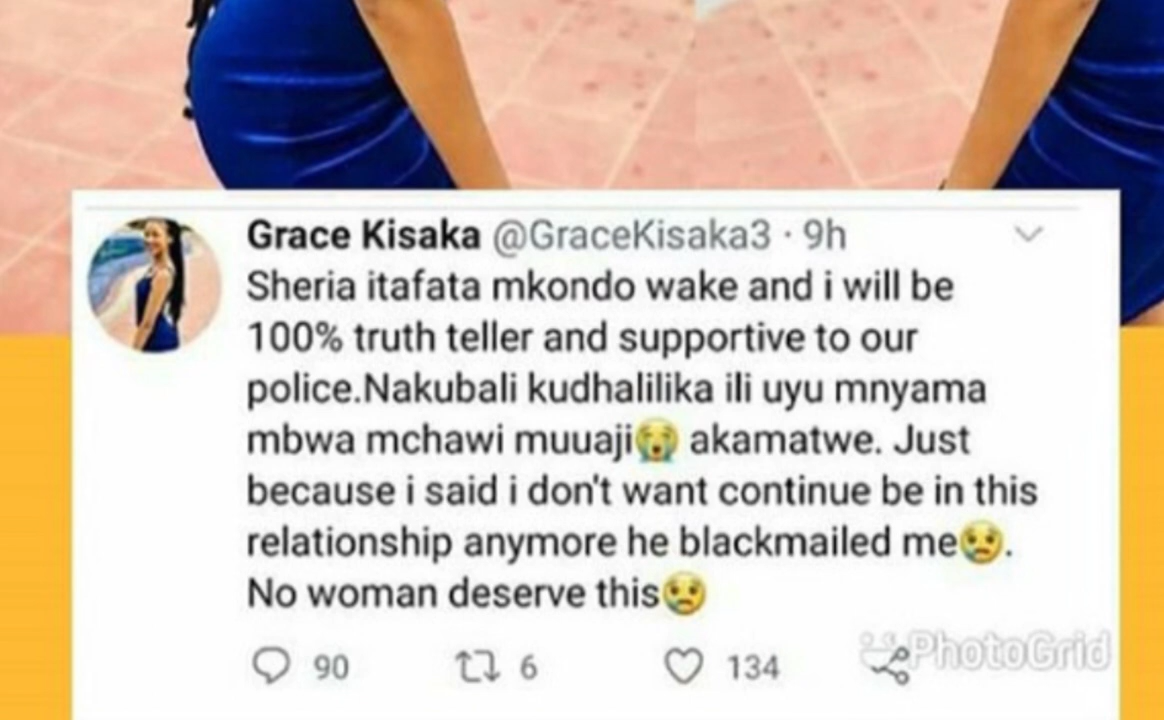 Grace Kisaka @GraceKisaka3 · 9h
Sheria itafata mkondo wake and i will be
100% truth teller and supportive to our
police.Nakubali kudhalilika ili uyu mnyama
mbwa mchawi muuaji😭 akamatwe. Just
because i said i don't want continue be in this
relationship anymore he blackmailed me😢.
No woman deserve this😢
90 6 134
PhotoGrid